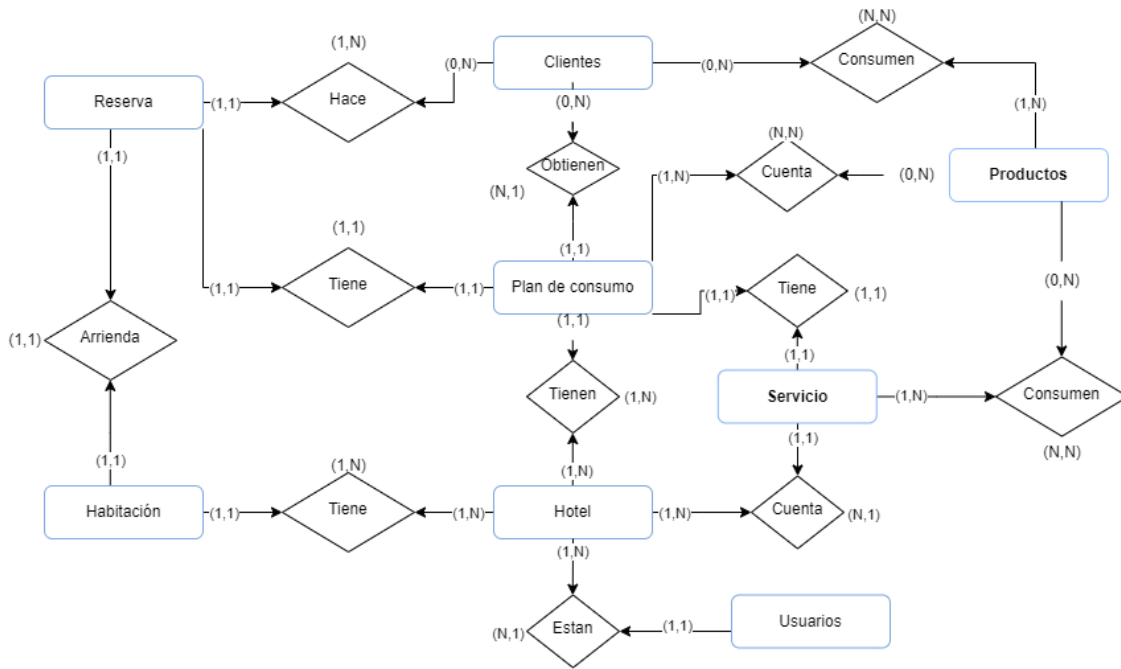 (N,N)
(1,N)
Clientes
Consumen
(0,N)
(0,N)
Reserva
(1,1)
Hace
(0,N)
(1,N)
(N,N)
(1,1)
Obtienen
Cuenta
(1,N)
(0,N)
Productos
(N,1)
(1,1)
(1,1)
Tiene
(1,1)
(1,1)
Plan de consumo
(1,1)
Tiene
(1,1)
(0,N)
(1,1)
(1,1)
Arrienda
(1,1)
Tienen
(1,N)
Servicio
(1,N)
Consumen
(1,1)
(N,N)
(1,1)
(1,N)
(1,N)
Habitación
(1,1)
Tiene
(1,N)
Hotel
(1,N)
Cuenta
(N,1)
(1,N)
(N,1)
Estan
(1,1)
Usuarios